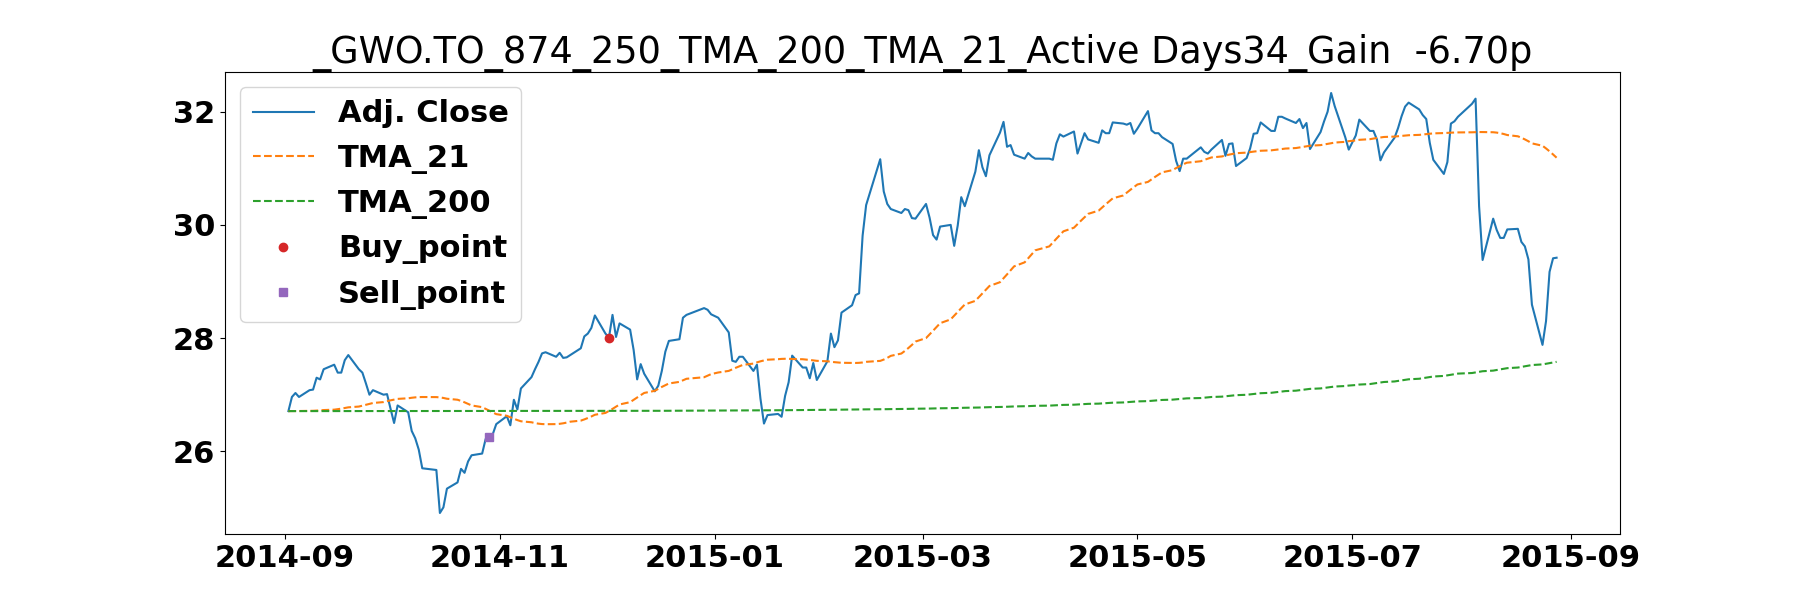 _GWO.TO_874_250_TMA_200_TMA_21_Active Days34_Gain  -6.70p
Adj. Close
TMA_21
TMA_200
Buy_point
Sell_point
32
30
28
26
2014-09
2014-11
2015-01
2015-03
2015-05
2015-07
2015-09